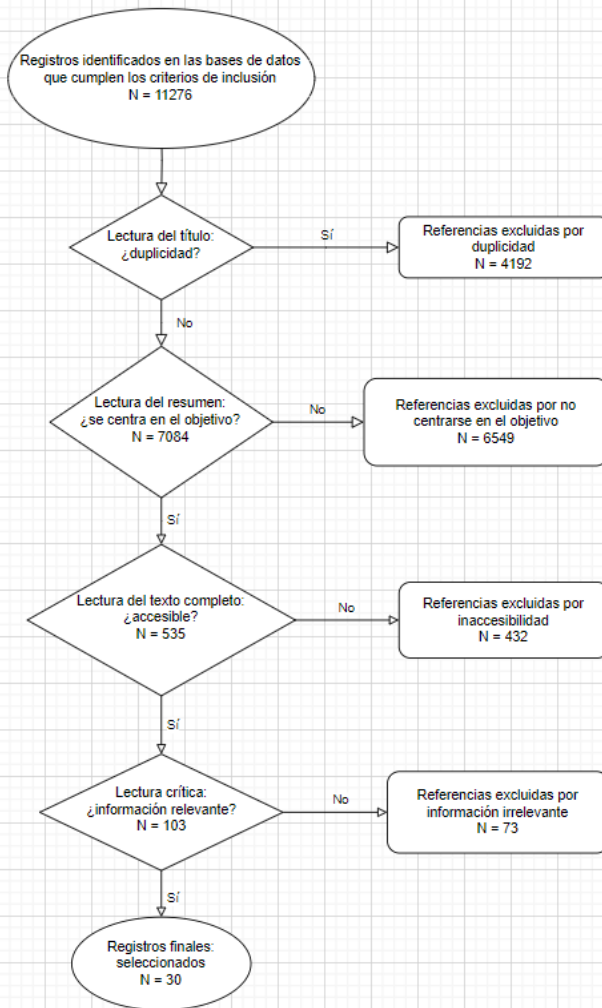 Registros identificados en las bases de datos
que cumplen los criterios de inclusión
N = 11276
Lectura del título:
¿duplicidad?
Sí
Referencias excluidas por
duplicidad
N = 4192
No
Lectura del resumen:
¿se centra en el objetivo?
N = 7084
No
Referencias excluidas por no
centrarse en el objetivo
N = 6549
Sí
Lectura del texto completo:
¿accesible?
N = 535
No
Referencias excluidas por
inaccesibilidad
N = 432
Sí
Lectura crítica:
¿información relevante?
N = 103
No
Referencias excluidas por
información irrelevante
N = 73
Sí
Registros finales:
seleccionados
N = 30